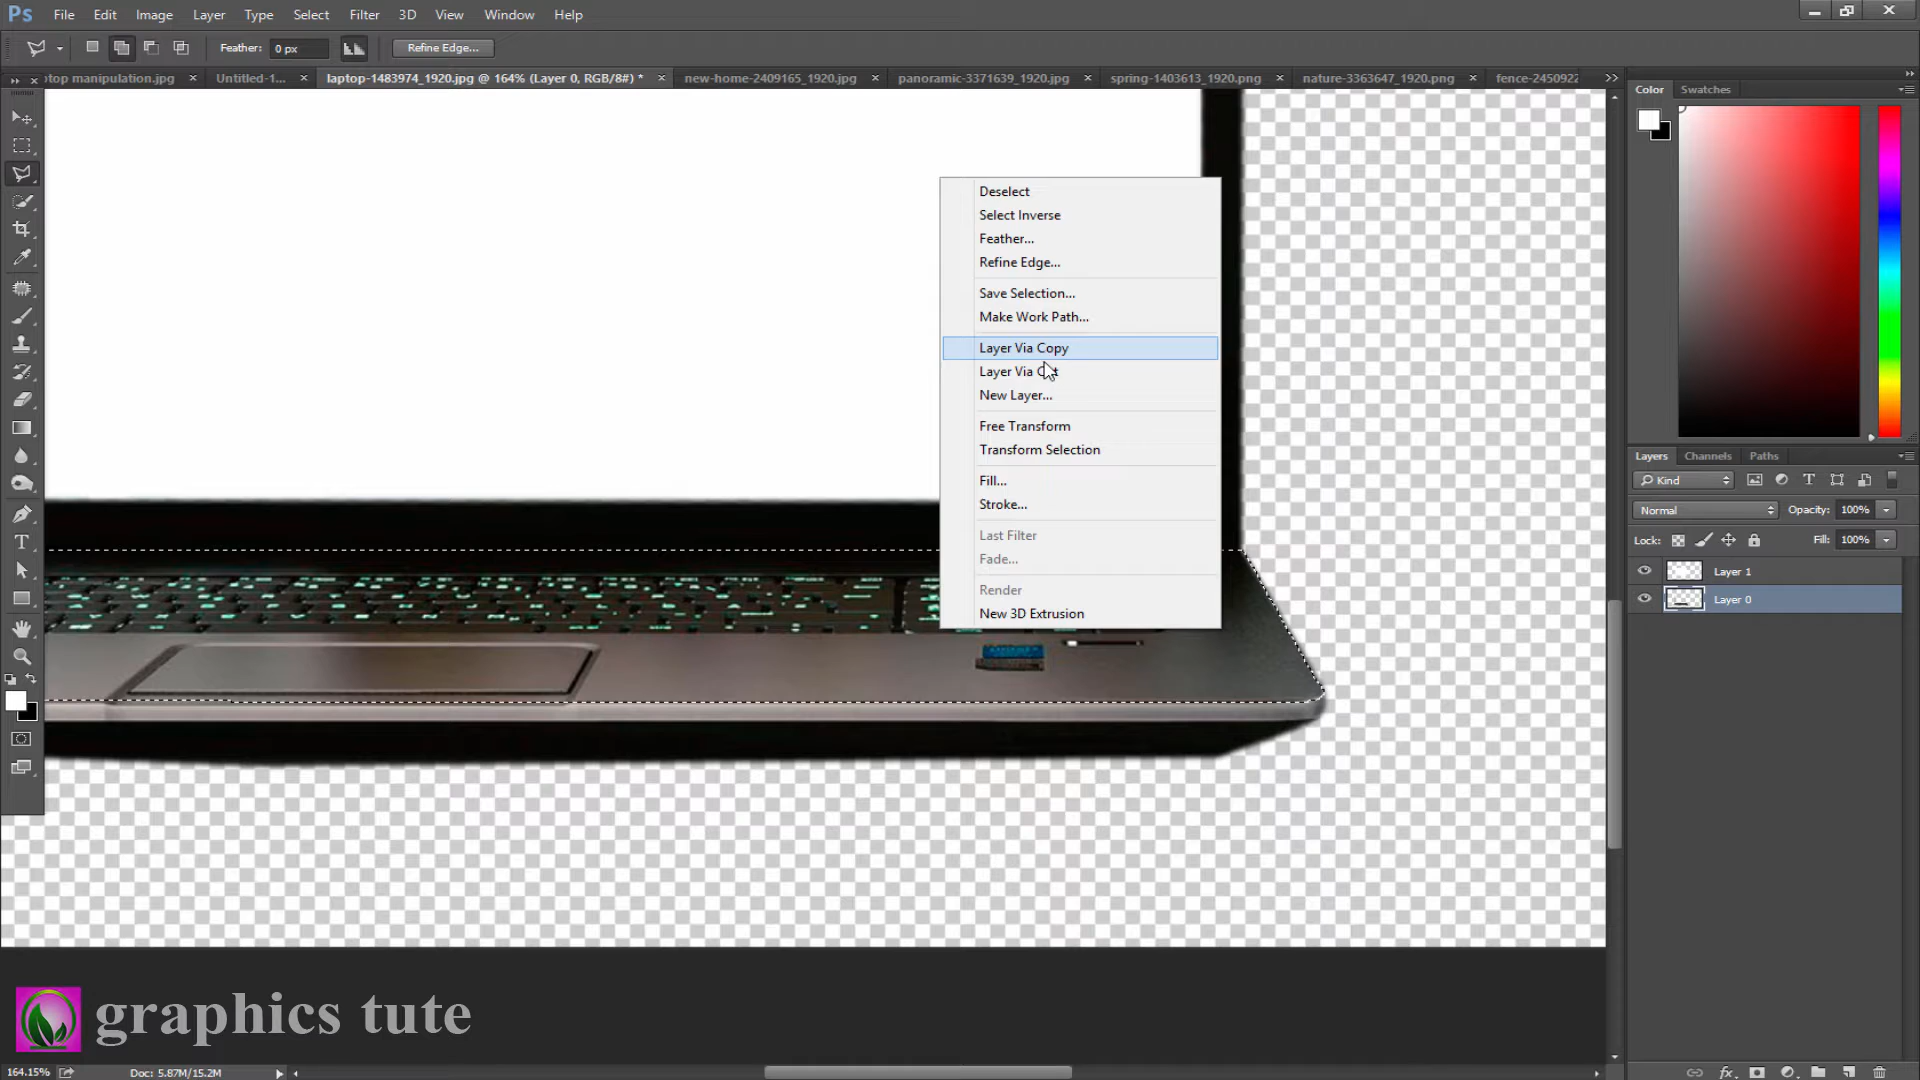 Ps File Edit Image Layer Type Select Filter 3D View Window Help
Feather: 0 px Refine Edge...
top manipulation.jpg × Untitled-1... × laptop-1483974_1920.jpg @ 164% (Layer 0, RGB/8#) * × new-home-2409165_1920.jpg × panoramic-3371639_1920.jpg × spring-1403613_1920.png × nature-3363647_1920.png × fence-2450922
Color Swatches
Deselect
Select Inverse
Feather...
Refine Edge...
Save Selection...
Make Work Path...
Layer Via Copy
Layer Via Cut
New Layer...
Free Transform
Transform Selection
Fill...
Stroke...
Last Filter
Fade...
Render
New 3D Extrusion
Layers Channels Paths
Kind
Normal Opacity: 100%
Lock: Fill: 100%
Layer 1
Layer 0
graphics tute
164.15% Doc: 5.87M/15.2M